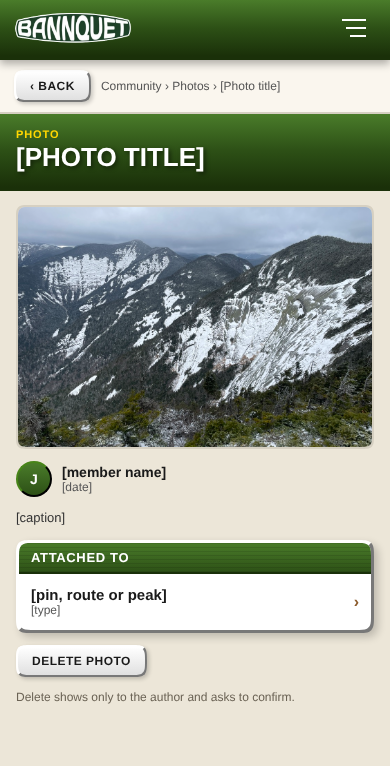 BANNQUET
‹ BACK
Community › Photos › [Photo title]
PHOTO
[PHOTO TITLE]
J
[member name]
[date]
[caption]
ATTACHED TO
[pin, route or peak]
[type]
›
DELETE PHOTO
Delete shows only to the author and asks to confirm.